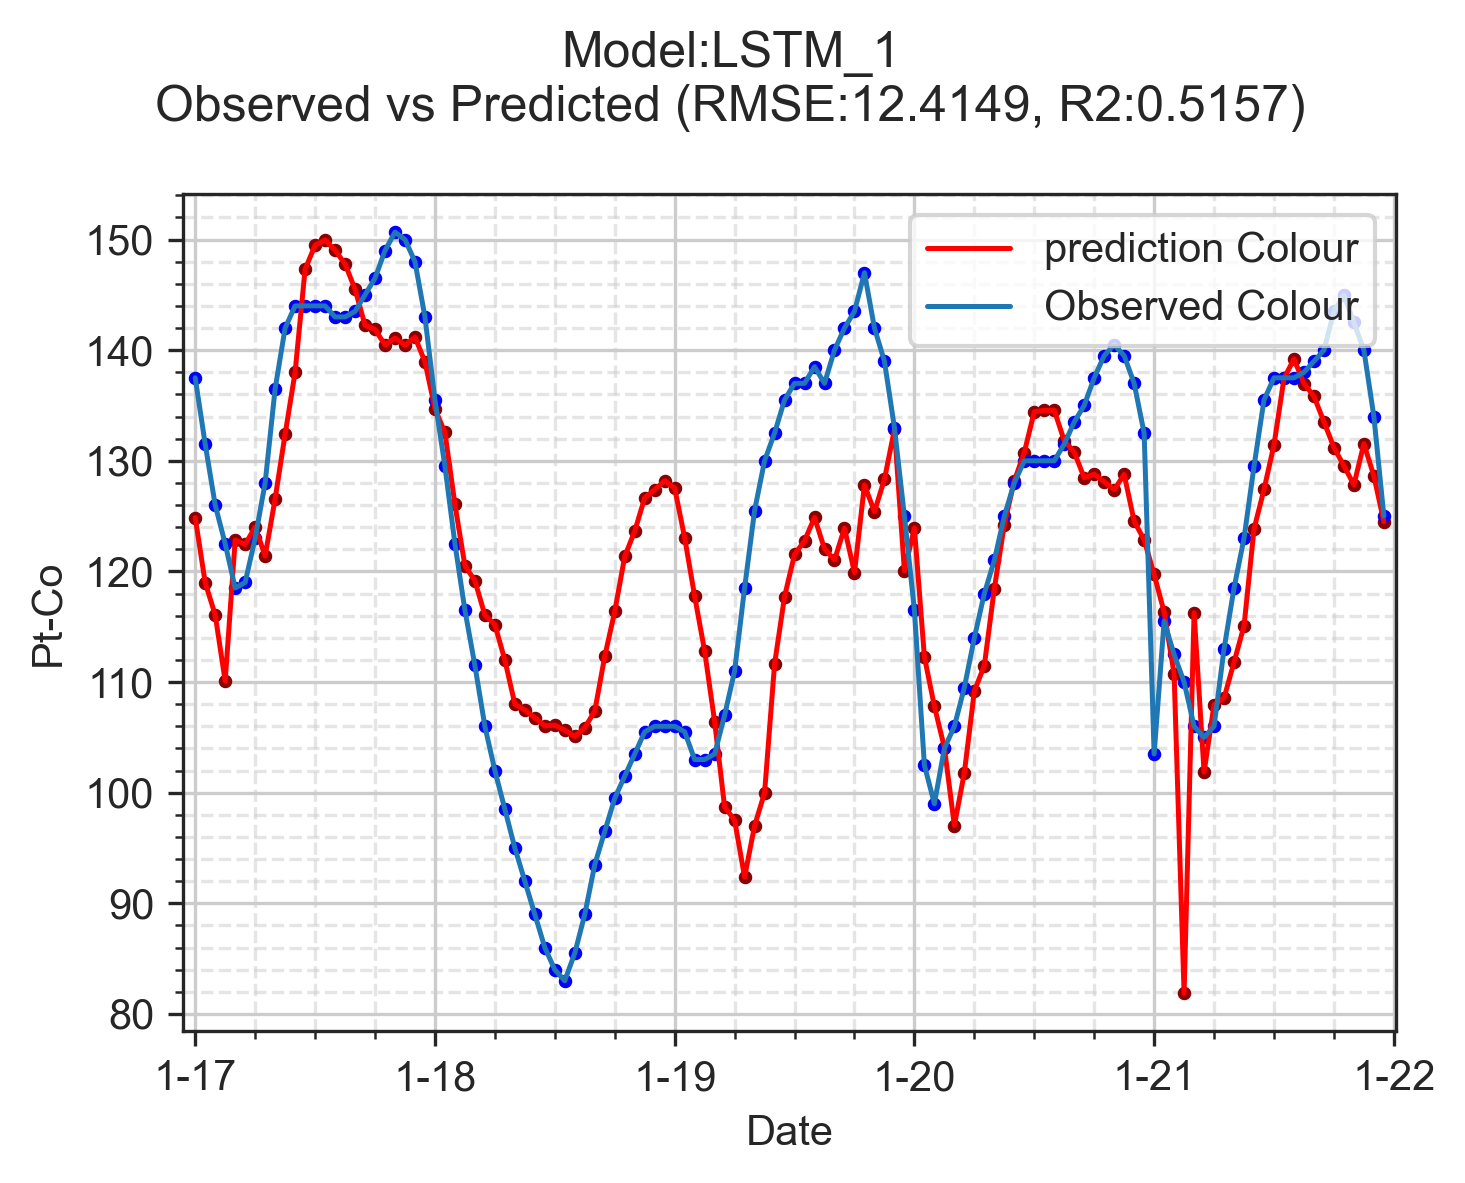 Model:LSTM_1
Observed vs Predicted (RMSE:12.4149, R2:0.5157)
prediction Colour
Observed Colour
150
140
130
120
110
100
90
80
Pt-Co
1-17
1-18
1-19
1-20
1-21
1-22
Date